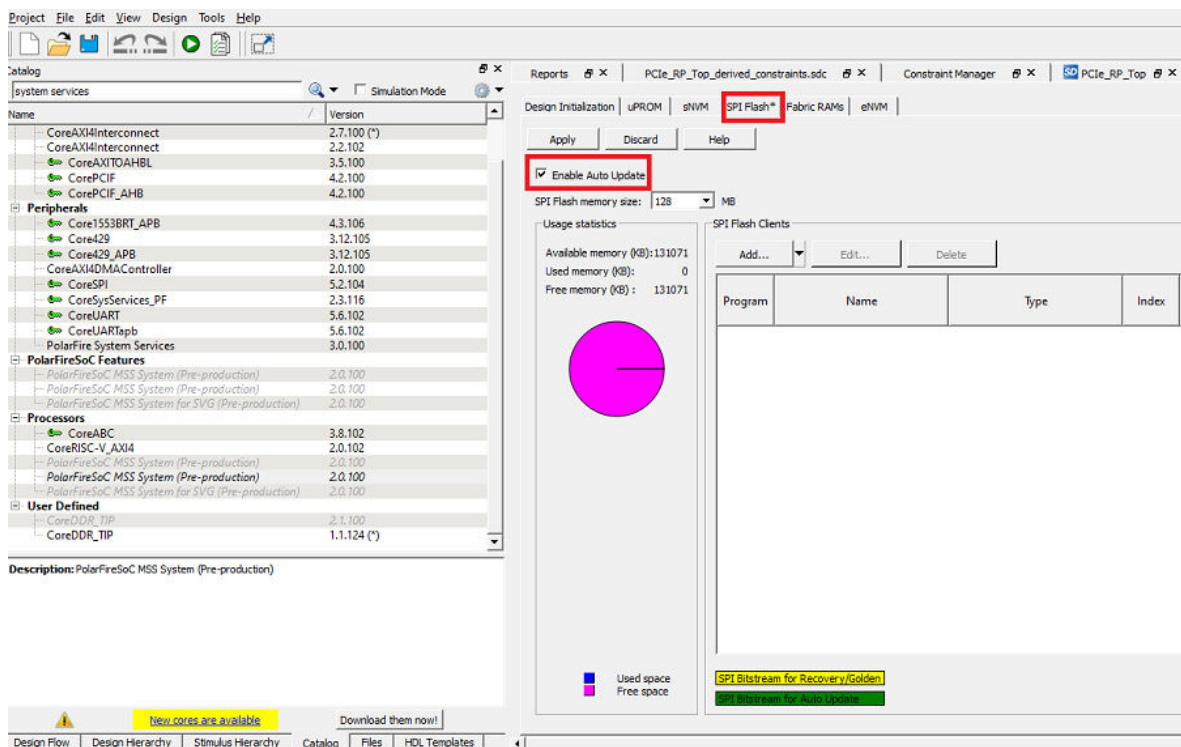 Project File Edit View Design Tools Help
Catalog
system services
Simulation Mode
Name / Version
CoreAXI4Interconnect 2.7.100 (*)
CoreAXI4Interconnect 2.2.102
CoreAXITOAHBL 3.5.100
CorePCIF 4.2.100
CorePCIF_AHB 4.2.100
Peripherals
Core1553BRT_APB 4.3.106
Core429 3.12.105
Core429_APB 3.12.105
CoreAXI4DMAController 2.0.100
CoreSPI 5.2.104
CoreSysServices_PF 2.3.116
CoreUART 5.6.102
CoreUARTapb 5.6.102
PolarFire System Services 3.0.100
PolarFireSoC Features
PolarFireSoC MSS System (Pre-production) 2.0.100
PolarFireSoC MSS System (Pre-production) 2.0.100
PolarFireSoC MSS System for SVG (Pre-production) 2.0.100
Processors
CoreABC 3.8.102
CoreRISC-V_AXI4 2.0.102
PolarFireSoC MSS System (Pre-production) 2.0.100
PolarFireSoC MSS System (Pre-production) 2.0.100
PolarFireSoC MSS System for SVG (Pre-production) 2.0.100
User Defined
CoreDDR_TIP 2.1.100
CoreDDR_TIP 1.1.124 (*)
Description: PolarFireSoC MSS System (Pre-production)
New cores are available Download them now!
Design Flow Design Hierarchy Stimulus Hierarchy Catalog Files HDL Templates
Reports PCIe_RP_Top_derived_constraints.sdc Constraint Manager SD PCIe_RP_Top
Design Initialization uPROM sNVM SPI Flash* Fabric RAMs eNVM
Apply Discard Help
Enable Auto Update
SPI Flash memory size: 128 MB
Usage statistics
Available memory (KB):131071
Used memory (KB): 0
Free memory (KB) : 131071
Used space
Free space
SPI Flash Clients
Add... Edit... Delete
Program Name Type Index
SPI Bitstream for Recovery/Golden
SPI Bitstream for Auto Update